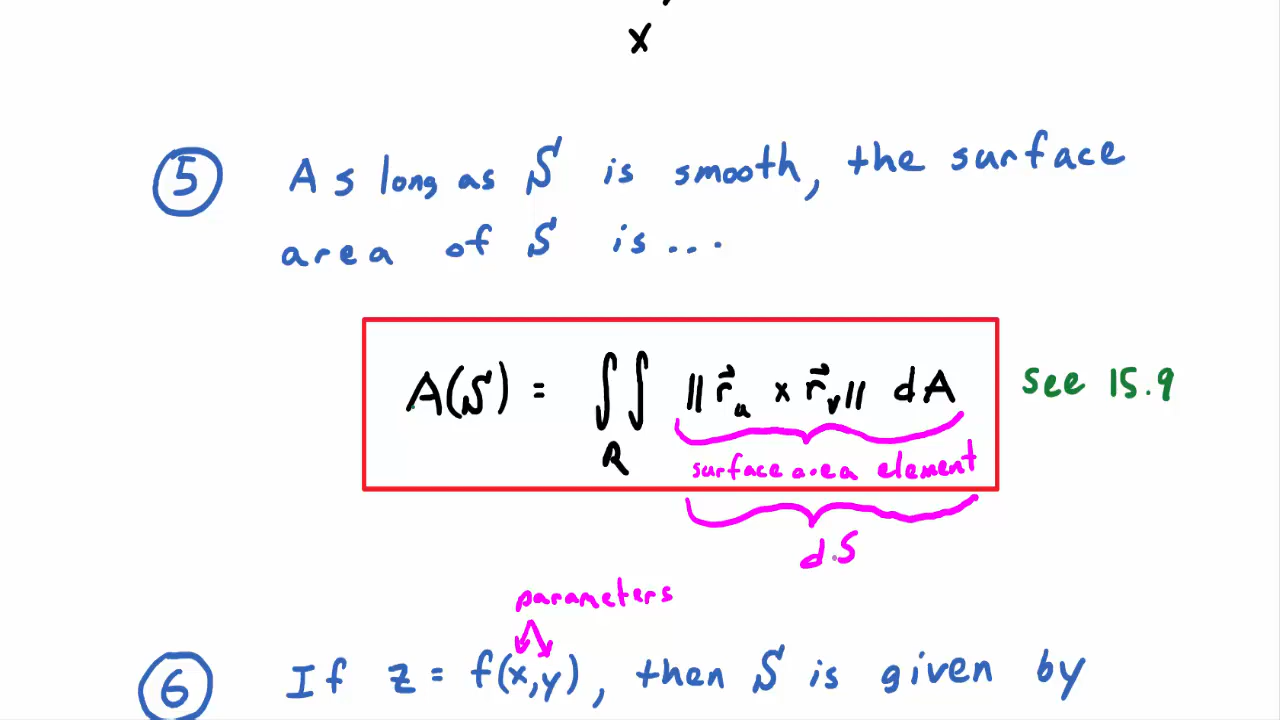 x
⑤ As long as S is smooth, the surface
area of S is...
A(S) = ∬_R ‖r⃗_u × r⃗_v‖ dA see 15.9
surface area element
dS
parameters
⑥ If z = f(x,y), then S is given by